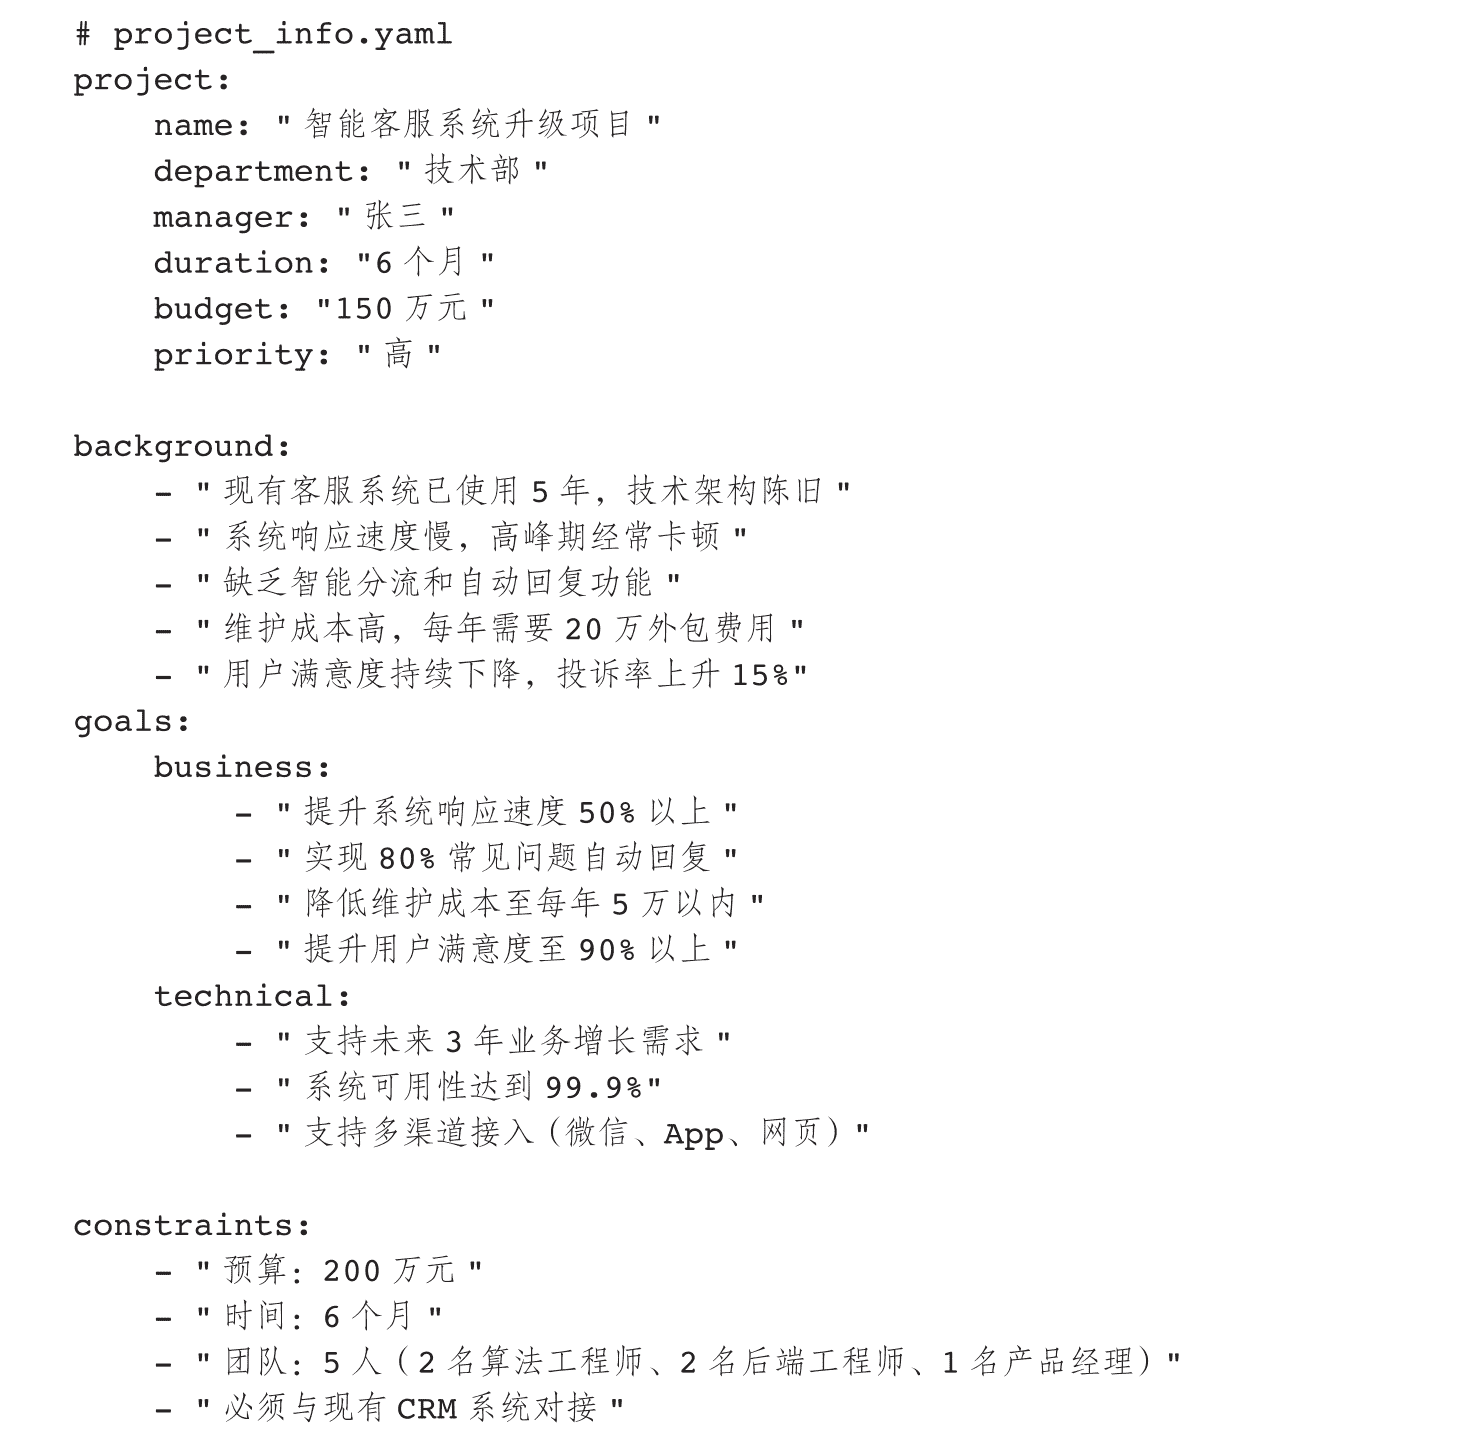 # project_info.yaml
project:
    name: "智能客服系统升级项目"
    department: "技术部"
    manager: "张三"
    duration: "6个月"
    budget: "150万元"
    priority: "高"

background:
    - "现有客服系统已使用5年，技术架构陈旧"
    - "系统响应速度慢，高峰期经常卡顿"
    - "缺乏智能分流和自动回复功能"
    - "维护成本高，每年需要20万外包费用"
    - "用户满意度持续下降，投诉率上升15%"
goals:
    business:
        - "提升系统响应速度50%以上"
        - "实现80%常见问题自动回复"
        - "降低维护成本至每年5万以内"
        - "提升用户满意度至90%以上"
    technical:
        - "支持未来3年业务增长需求"
        - "系统可用性达到99.9%"
        - "支持多渠道接入（微信、App、网页）"

constraints:
    - "预算：200万元"
    - "时间：6个月"
    - "团队：5人（2名算法工程师、2名后端工程师、1名产品经理）"
    - "必须与现有CRM系统对接"